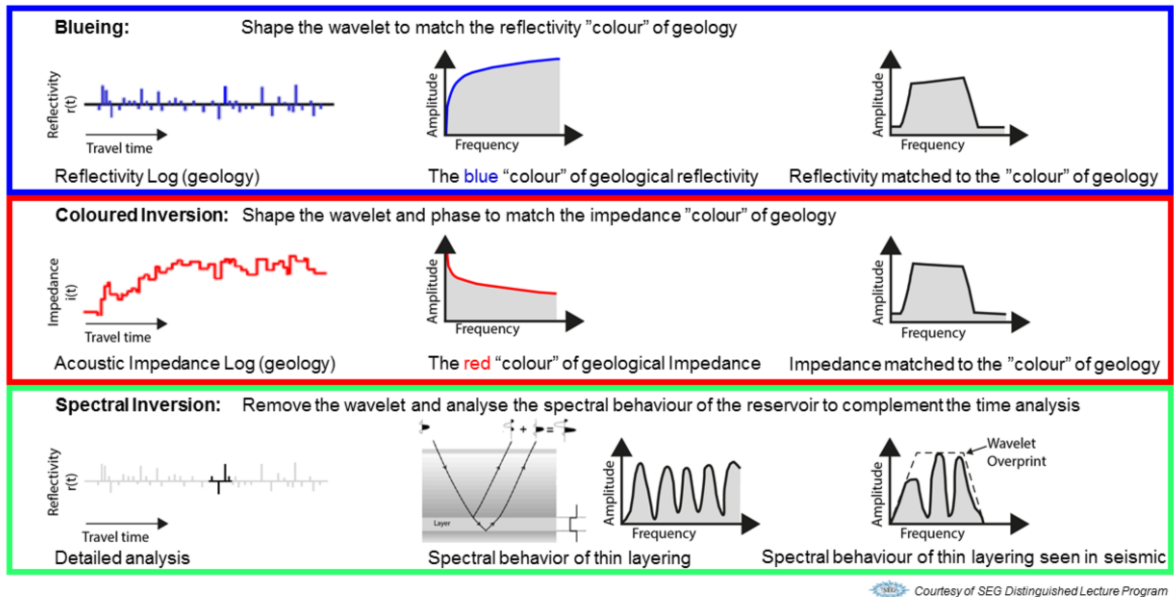 Blueing: Shape the wavelet to match the reflectivity "colour" of geology
Reflectivity
r(t)
Travel time
Reflectivity Log (geology)
Amplitude
Frequency
The blue "colour" of geological reflectivity
Amplitude
Frequency
Reflectivity matched to the "colour" of geology
Coloured Inversion: Shape the wavelet and phase to match the impedance "colour" of geology
Impedance
i(t)
Travel time
Acoustic Impedance Log (geology)
Amplitude
Frequency
The red "colour" of geological Impedance
Amplitude
Frequency
Impedance matched to the "colour" of geology
Spectral Inversion: Remove the wavelet and analyse the spectral behaviour of the reservoir to complement the time analysis
Reflectivity
r(t)
Travel time
Detailed analysis
+ =
Layer
Amplitude
Frequency
Spectral behavior of thin layering
Amplitude
Wavelet
Overprint
Frequency
Spectral behaviour of thin layering seen in seismic
SEG Courtesy of SEG Distinguished Lecture Program